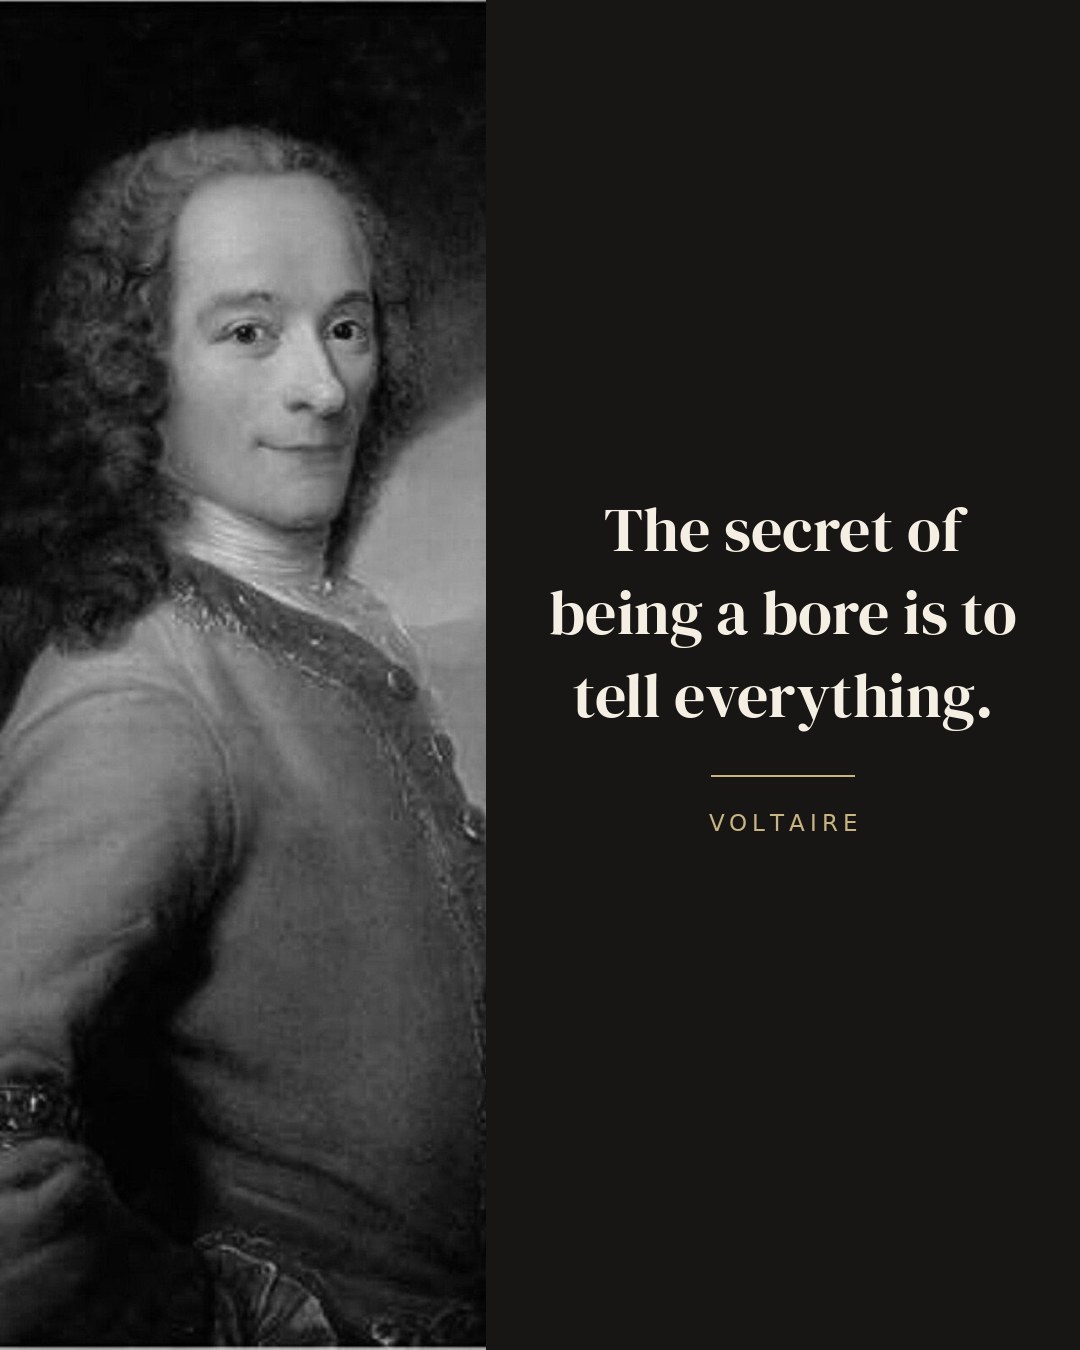 The secret of
being a bore is to
tell everything.
VOLTAIRE